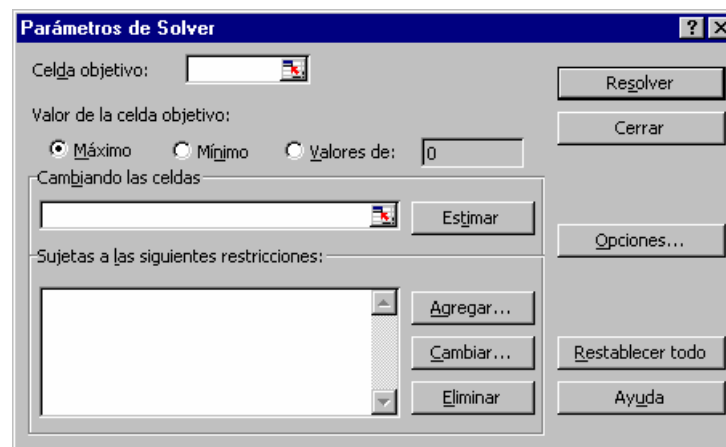 Parámetros de Solver
Celda objetivo:
Resolver
Valor de la celda objetivo:
Cerrar
Máximo Mínimo Valores de: 0
Cambiando las celdas
Estimar
Opciones...
Sujetas a las siguientes restricciones:
Agregar...
Cambiar... Restablecer todo
Eliminar Ayuda